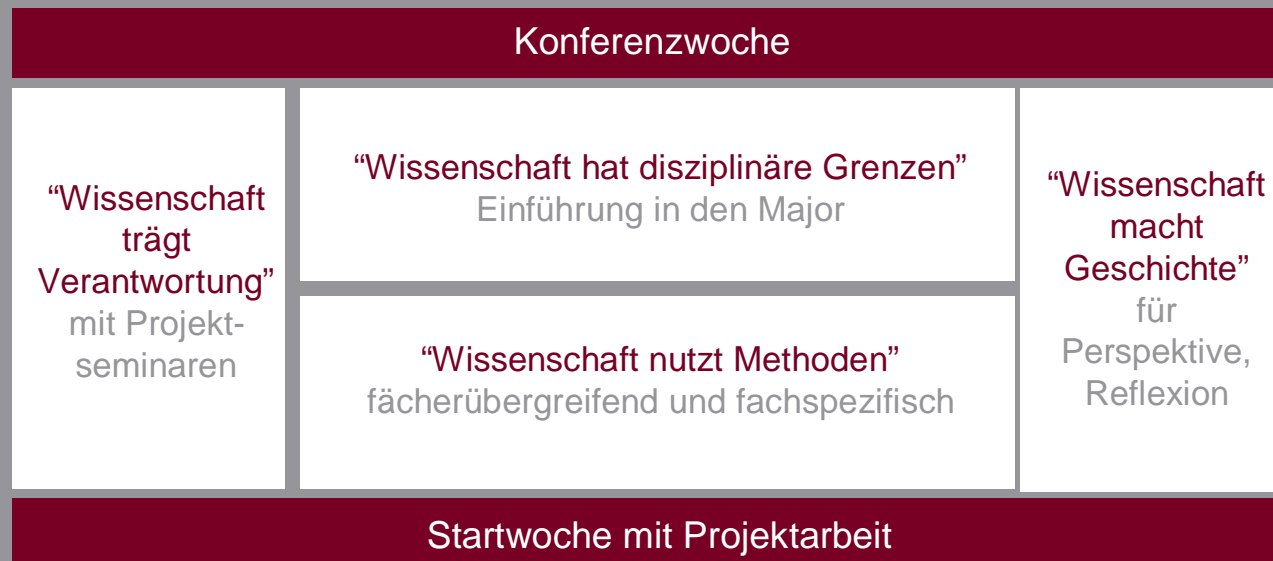 Konferenzwoche
“Wissenschaft
trägt
Verantwortung”
mit Projekt-
seminaren
“Wissenschaft hat disziplinäre Grenzen”
Einführung in den Major
“Wissenschaft nutzt Methoden”
fächerübergreifend und fachspezifisch
“Wissenschaft
macht
Geschichte”
für
Perspektive,
Reflexion
Startwoche mit Projektarbeit